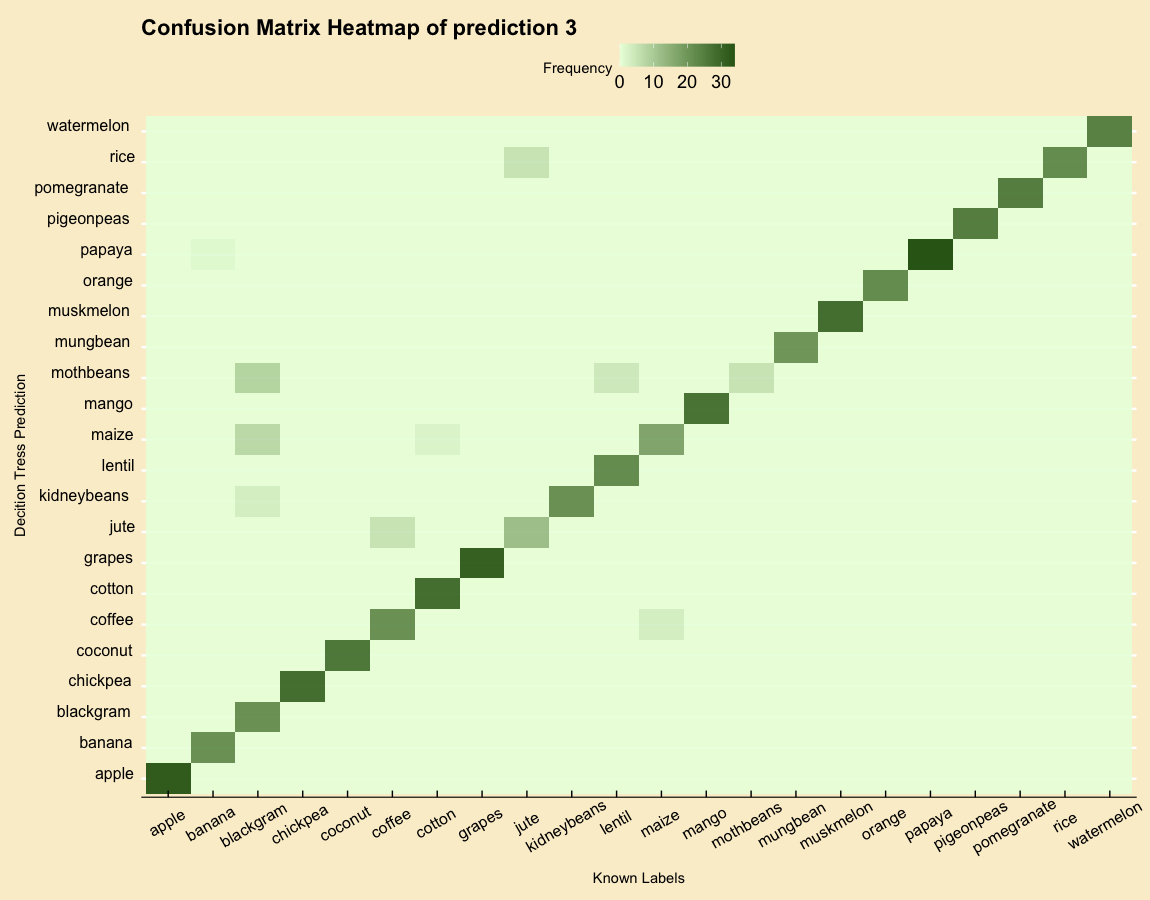 Confusion Matrix Heatmap of prediction 3
Frequency
0 10 20 30
watermelon
rice
pomegranate
pigeonpeas
papaya
orange
muskmelon
mungbean
mothbeans
mango
maize
lentil
kidneybeans
jute
grapes
cotton
coffee
coconut
chickpea
blackgram
banana
apple
Decition Tress Prediction
apple banana blackgram chickpea coconut coffee cotton grapes jute kidneybeans lentil maize mango mothbeans mungbean muskmelon orange papaya pigeonpeas pomegranate rice watermelon
Known Labels